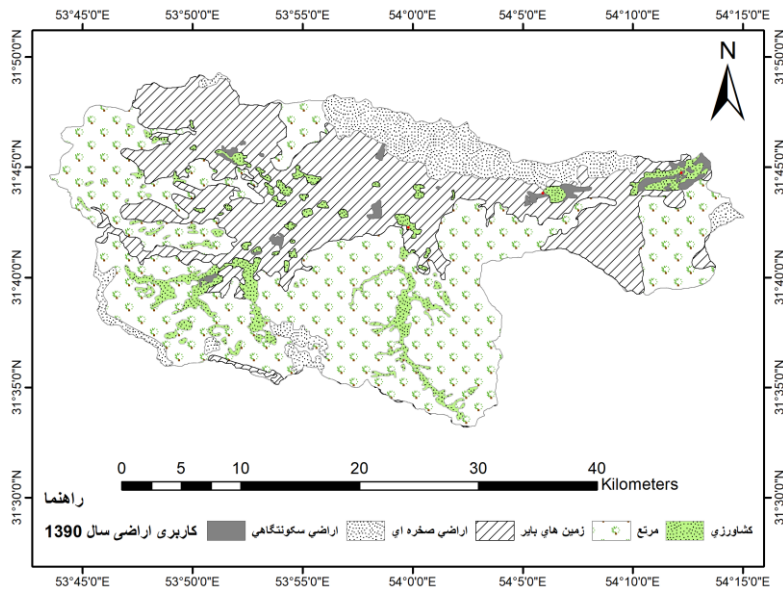 53°45'0"E 53°50'0"E 53°55'0"E 54°0'0"E 54°5'0"E 54°10'0"E 54°15'0"E
31°50'0"N 31°50'0"N
N
31°45'0"N 31°45'0"N
31°40'0"N 31°40'0"N
31°35'0"N 31°35'0"N
0 5 10 20 30 40
Kilometers
31°30'0"N 31°30'0"N
راهنما
کاربری اراضی سال 1390 اراضي سكونتگاهي اراضي صخره اي زمين هاي باير مرتع كشاورزي
53°45'0"E 53°50'0"E 53°55'0"E 54°0'0"E 54°5'0"E 54°10'0"E 54°15'0"E